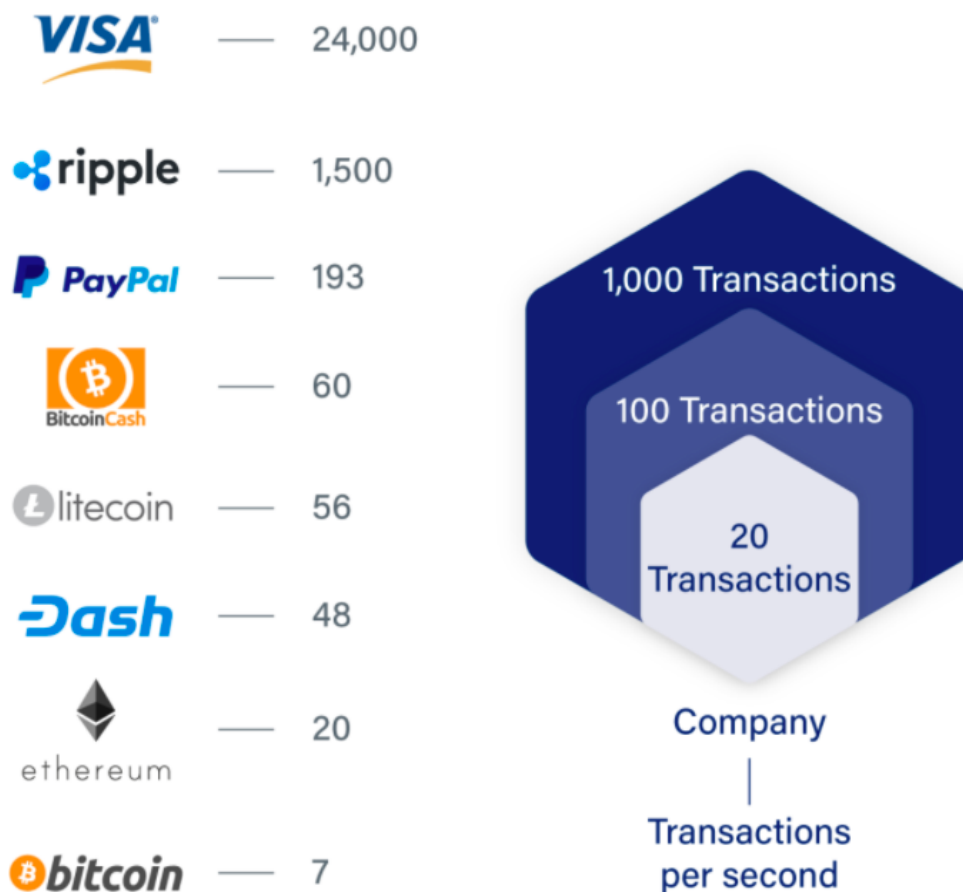 VISA
24,000
ripple
1,500
PayPal
193
BitcoinCash
60
litecoin
56
Dash
48
ethereum
20
bitcoin
7
1,000 Transactions
100 Transactions
20
Transactions
Company
Transactions
per second